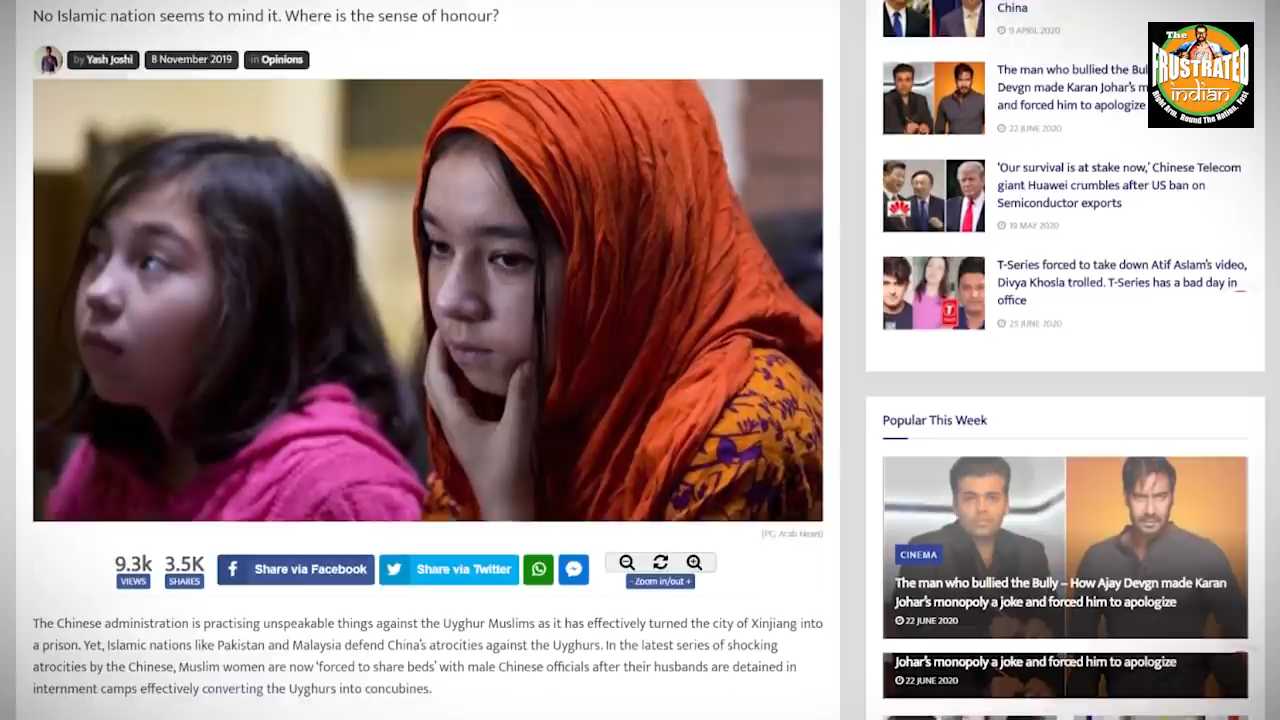 No Islamic nation seems to mind it. Where is the sense of honour?
by Yash Joshi
8 November 2019
in Opinions
(PC: Arab News)
9.3k
VIEWS
3.5K
SHARES
Share via Facebook
Share via Twitter
- Zoom in/out +
The Chinese administration is practising unspeakable things against the Uyghur Muslims as it has effectively turned the city of Xinjiang into
a prison. Yet, Islamic nations like Pakistan and Malaysia defend China's atrocities against the Uyghurs. In the latest series of shocking
atrocities by the Chinese, Muslim women are now 'forced to share beds' with male Chinese officials after their husbands are detained in
internment camps effectively converting the Uyghurs into concubines.
China
9 APRIL 2020
The man who bullied the Bul
Devgn made Karan Johar's m
and forced him to apologize
22 JUNE 2020
The
FRUSTRATED
indian
Right Arm. Round The Nation. Fast
'Our survival is at stake now,' Chinese Telecom
giant Huawei crumbles after US ban on
Semiconductor exports
19 MAY 2020
T-Series forced to take down Atif Aslam's video,
Divya Khosla trolled. T-Series has a bad day in
office
25 JUNE 2020
Popular This Week
CINEMA
The man who bullied the Bully – How Ajay Devgn made Karan
Johar's monopoly a joke and forced him to apologize
22 JUNE 2020
Johar's monopoly a joke and forced him to apologize
22 JUNE 2020